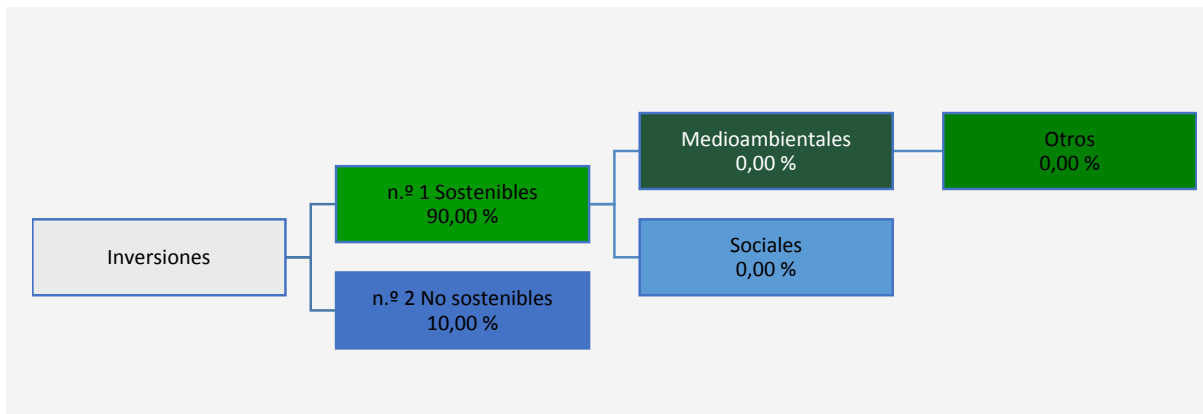 Inversiones
n.º 1 Sostenibles
90,00 %
n.º 2 No sostenibles
10,00 %
Medioambientales
0,00 %
Sociales
0,00 %
Otros
0,00 %